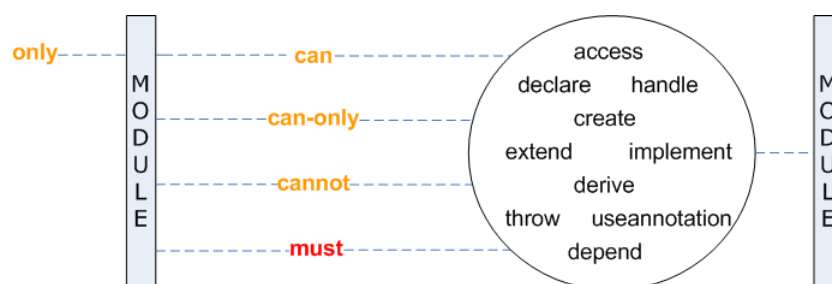 only
MODULE
can
can-only
cannot
must
access
declare handle
create
extend implement
derive
throw useannotation
depend
MODULE